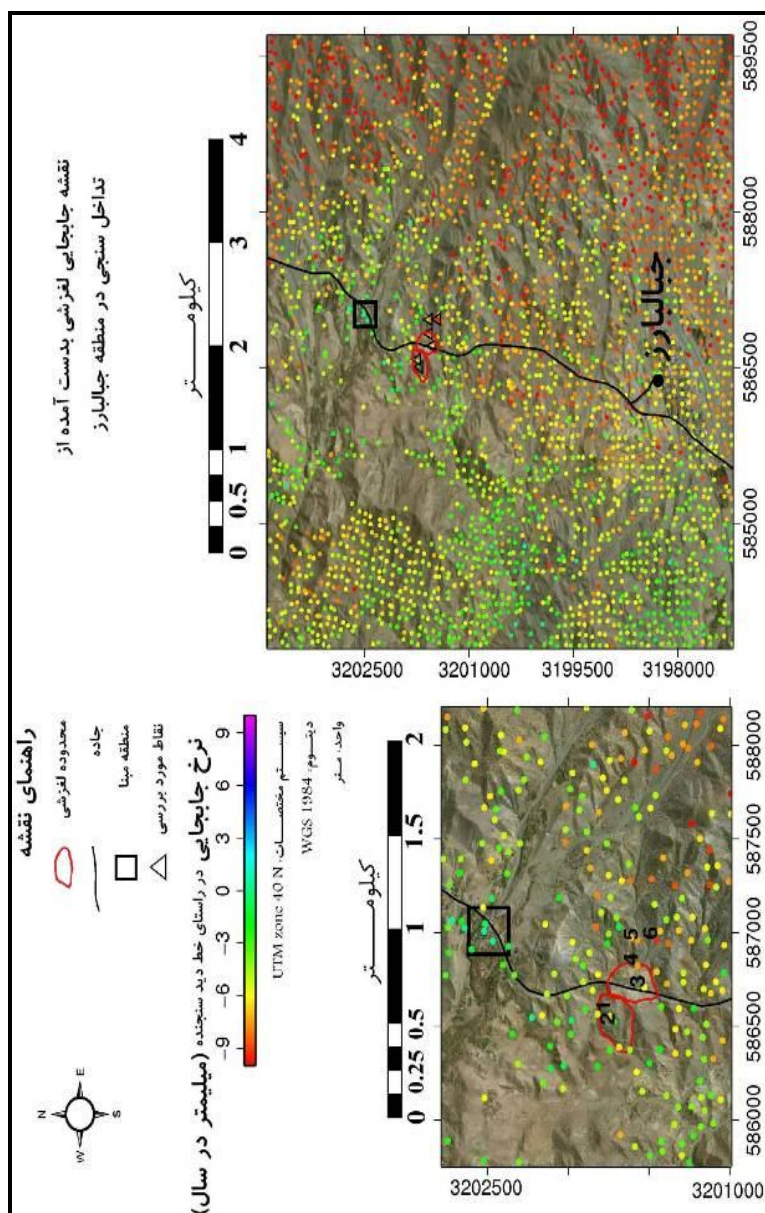 نقشه جابجایی لغزشی بدست آمده از
تداخل سنجی در منطقه جبالبارز
کیلومـــتر
0 0.5 1 2 3 4
585000 586500 588000 589500
3202500
3201000
3199500
3198000
جبالبارز
راهنمای نقشه
محدوده لغزشی
جاده
منطقه مبنا
نقاط مورد بررسی
N
E
S
W
نرخ جابجایی در راستای خط دید سنجنده (میلیمتر در سال)
−9 −6 −3 0 3 6 9
سیستم مختصات: UTM zone 40 N
دیتوم: WGS 1984
واحد: متر
کیلومـــتر
0 0.25 0.5 1 1.5 2
2 1
3
4
5
6
586000 586500 587000 587500 588000
3202500
3201000